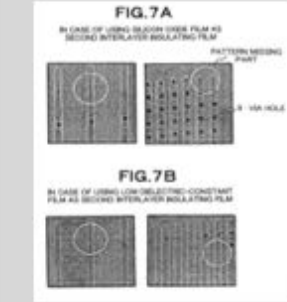 FIG.7A
IN CASE OF USING SILICON OXIDE FILM AS
SECOND INTERLAYER INSULATING FILM
PATTERN MISSING
PART
VIA HOLE
FIG.7B
IN CASE OF USING LOW DIELECTRIC-CONSTANT
FILM AS SECOND INTERLAYER INSULATING FILM